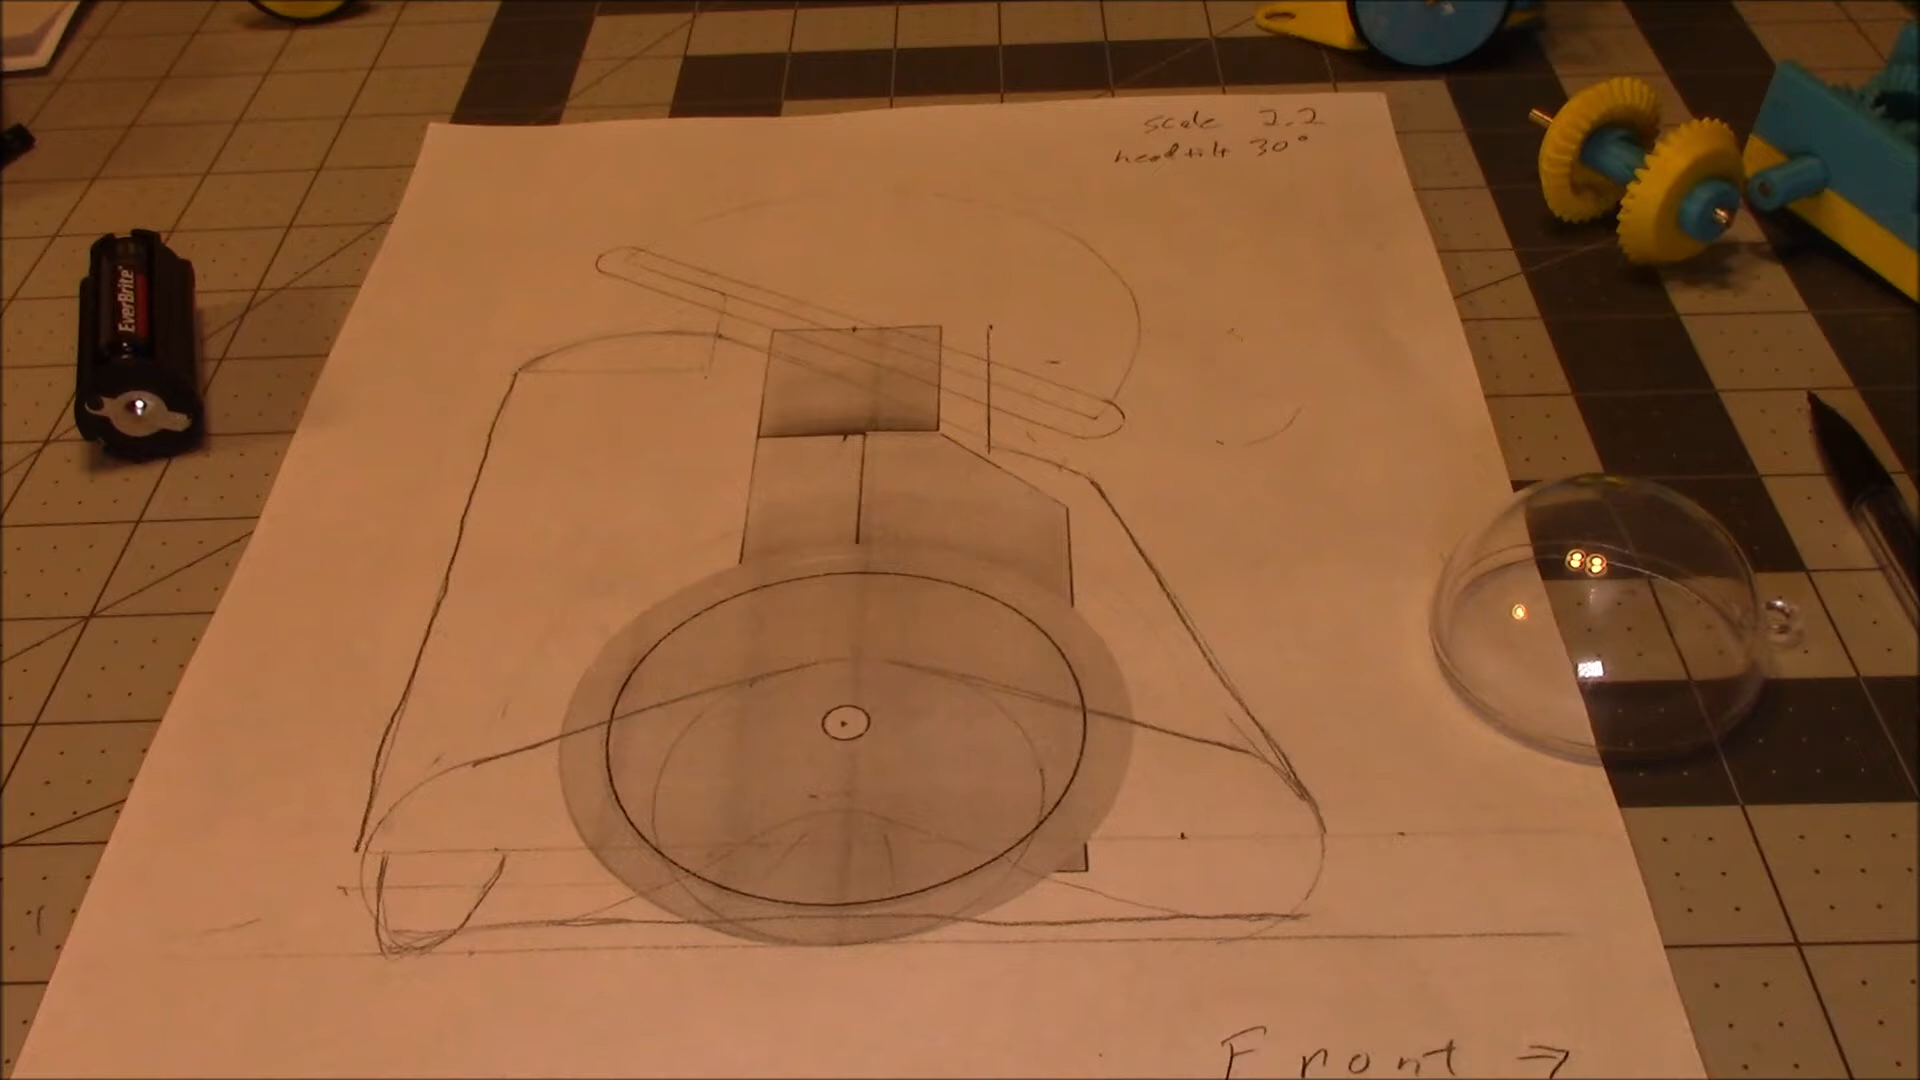 scale 2.2
head tilt 30°
EverBrite
Front →